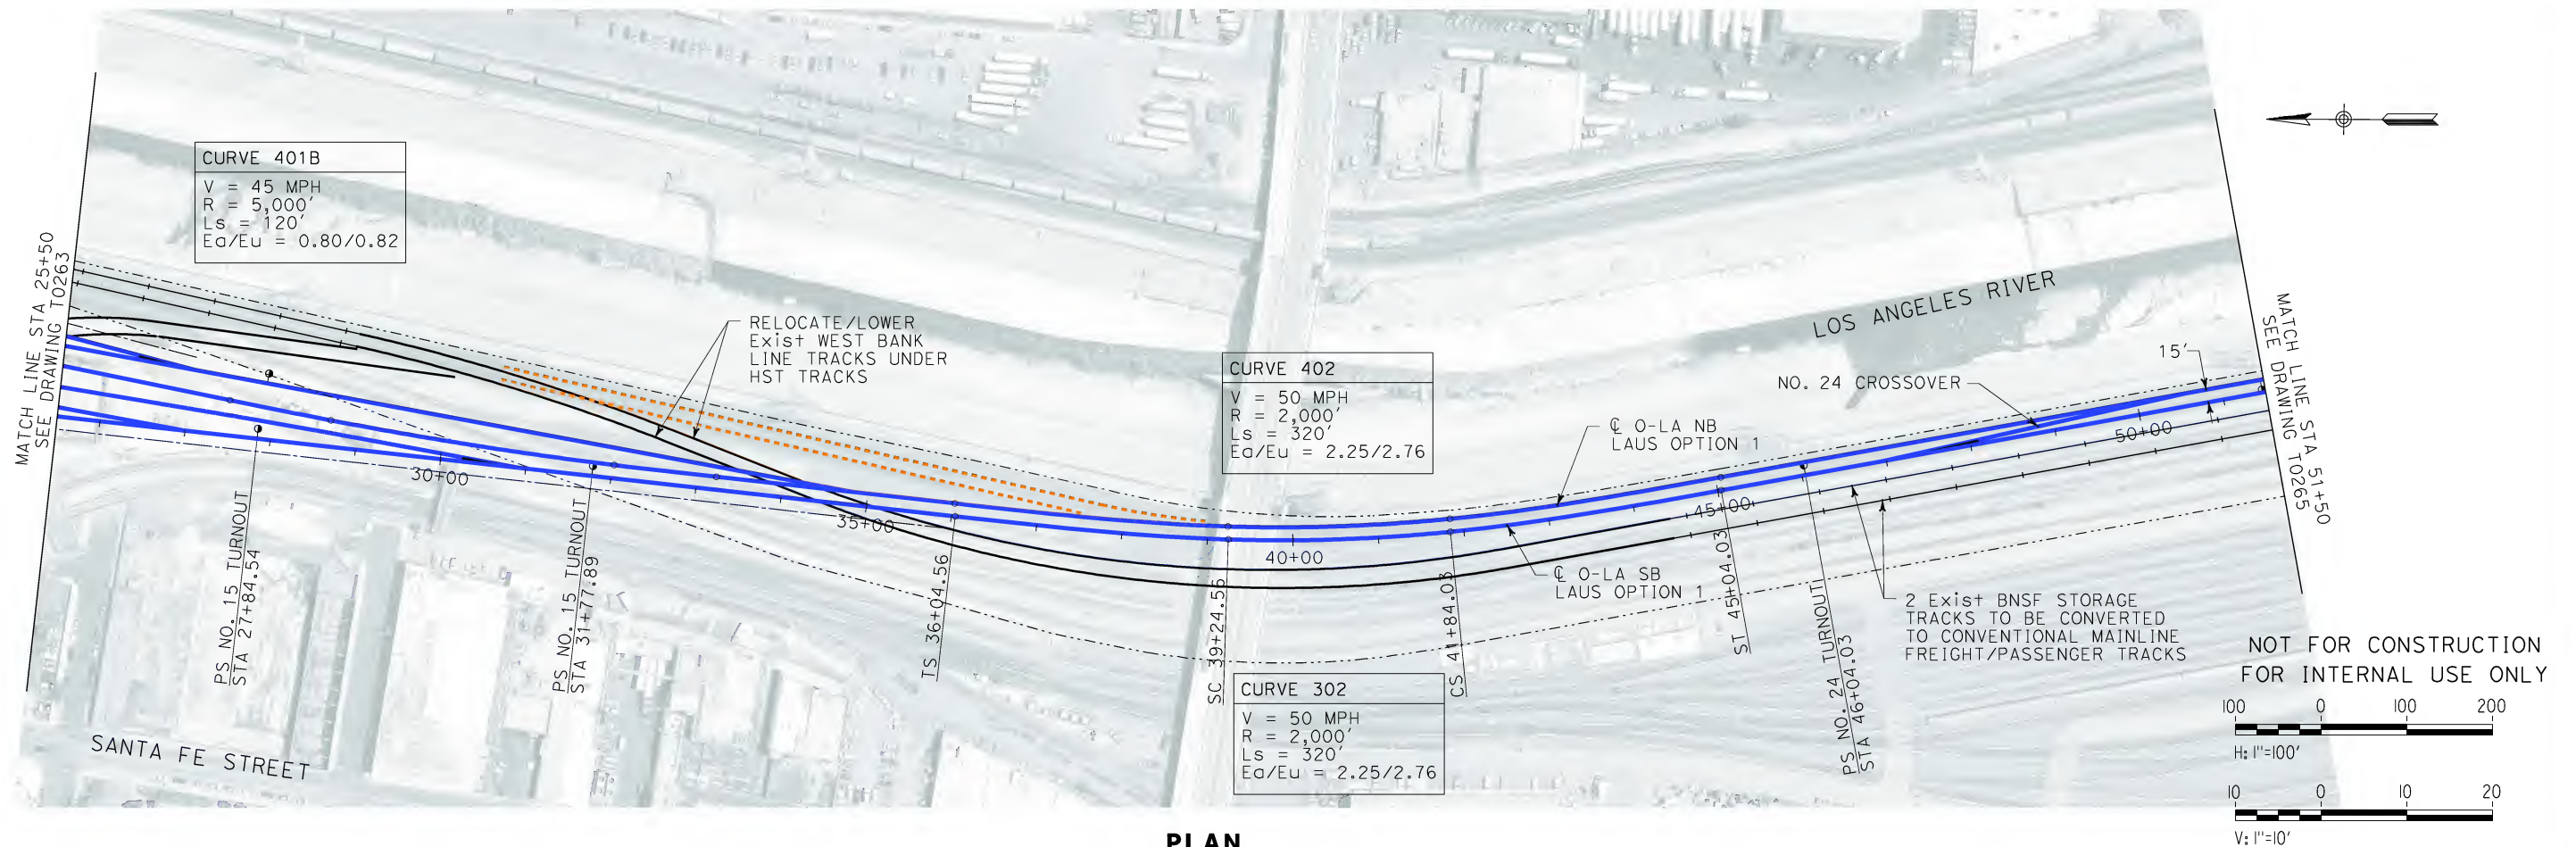 CURVE 401B
V = 45 MPH
R = 5,000'
Ls = 120'
Ea/Eu = 0.80/0.82
MATCH LINE STA 25+50
SEE DRAWING T0263
RELOCATE/LOWER
Exist WEST BANK
LINE TRACKS UNDER
HST TRACKS
CURVE 402
V = 50 MPH
R = 2,000'
Ls = 320'
Ea/Eu = 2.25/2.76
LOS ANGELES RIVER
15'
NO. 24 CROSSOVER
℄ O-LA NB
LAUS OPTION 1
MATCH LINE STA 51+50
SEE DRAWING T0265
30+00
35+00
40+00
45+00
50+00
℄ O-LA SB
LAUS OPTION 1
PS NO. 15 TURNOUT
STA 27+84.54
PS NO. 15 TURNOUT
STA 31+77.89
TS 36+04.56
SC 39+24.56
CS 41+84.03
ST 45+04.03
PS NO. 24 TURNOUT
STA 46+04.03
2 Exist BNSF STORAGE
TRACKS TO BE CONVERTED
TO CONVENTIONAL MAINLINE
FREIGHT/PASSENGER TRACKS
CURVE 302
V = 50 MPH
R = 2,000'
Ls = 320'
Ea/Eu = 2.25/2.76
SANTA FE STREET
NOT FOR CONSTRUCTION
FOR INTERNAL USE ONLY
100 0 100 200
H: 1"=100'
10 0 10 20
V: 1"=10'
PLAN